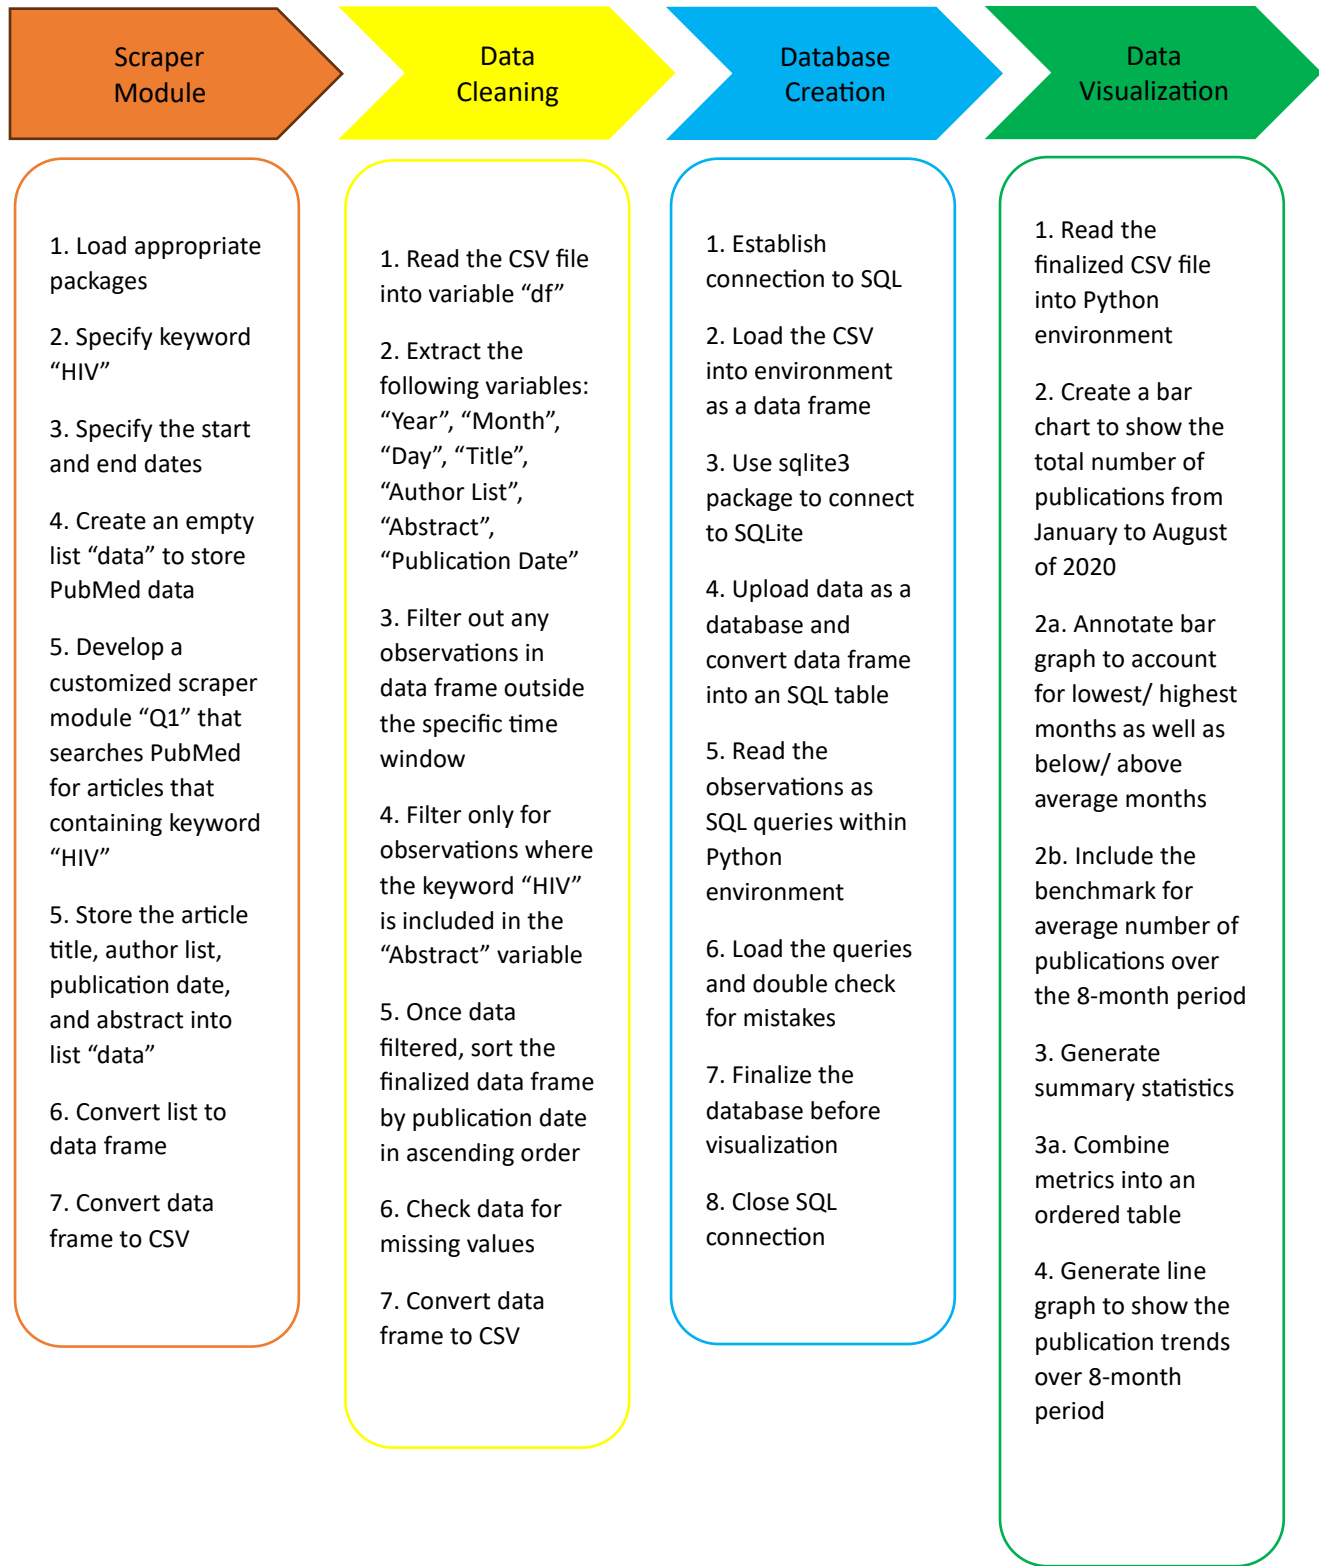 Scraper
Module
Data
Cleaning
Database
Creation
Data
Visualization
1. Load appropriate
packages
2. Specify keyword
“HIV”
3. Specify the start
and end dates
4. Create an empty
list “data” to store
PubMed data
5. Develop a
customized scraper
module “Q1” that
searches PubMed
for articles that
containing keyword
“HIV”
5. Store the article
title, author list,
publication date,
and abstract into
list “data”
6. Convert list to
data frame
7. Convert data
frame to CSV
1. Read the CSV file
into variable “df”
2. Extract the
following variables:
“Year”, “Month”,
“Day”, “Title”,
“Author List”,
“Abstract”,
“Publication Date”
3. Filter out any
observations in
data frame outside
the specific time
window
4. Filter only for
observations where
the keyword “HIV”
is included in the
“Abstract” variable
5. Once data
filtered, sort the
finalized data frame
by publication date
in ascending order
6. Check data for
missing values
7. Convert data
frame to CSV
1. Establish
connection to SQL
2. Load the CSV
into environment
as a data frame
3. Use sqlite3
package to connect
to SQLite
4. Upload data as a
database and
convert data frame
into an SQL table
5. Read the
observations as
SQL queries within
Python
environment
6. Load the queries
and double check
for mistakes
7. Finalize the
database before
visualization
8. Close SQL
connection
1. Read the
finalized CSV file
into Python
environment
2. Create a bar
chart to show the
total number of
publications from
January to August
of 2020
2a. Annotate bar
graph to account
for lowest/ highest
months as well as
below/ above
average months
2b. Include the
benchmark for
average number of
publications over
the 8-month period
3. Generate
summary statistics
3a. Combine
metrics into an
ordered table
4. Generate line
graph to show the
publication trends
over 8-month
period